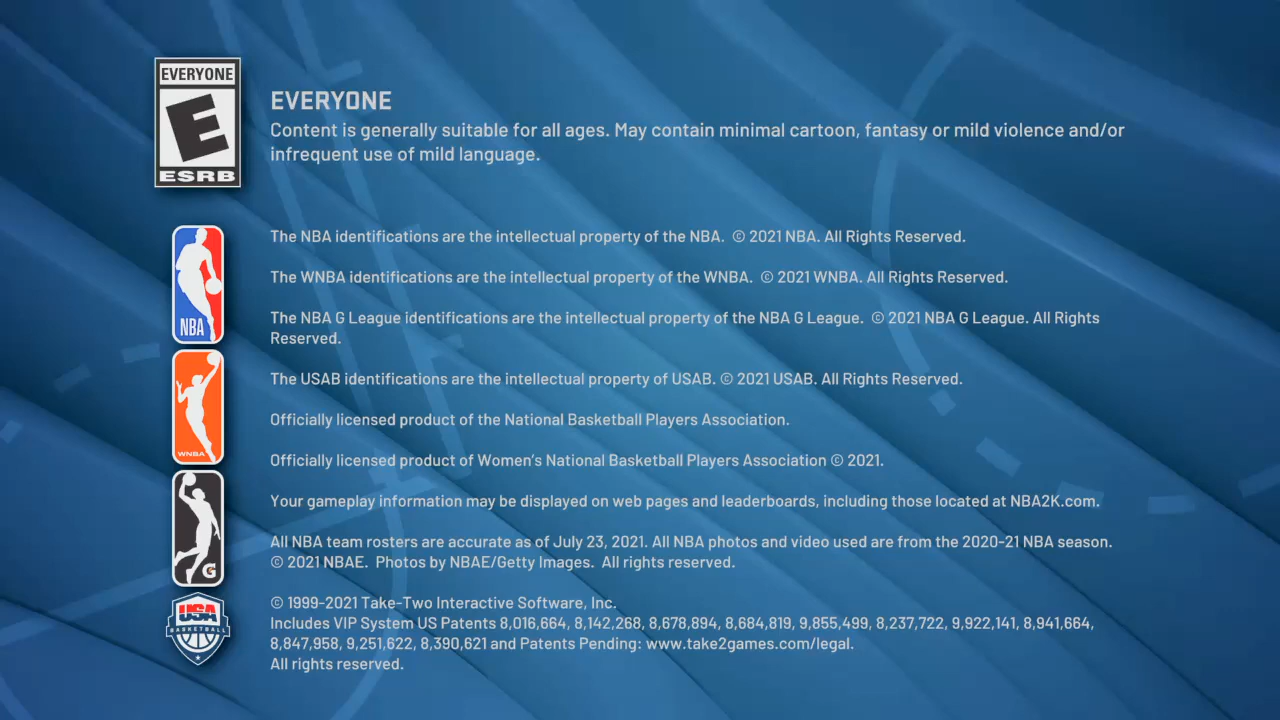 EVERYONE
E
ESRB
EVERYONE
Content is generally suitable for all ages. May contain minimal cartoon, fantasy or mild violence and/or
infrequent use of mild language.
NBA
WNBA
G
USA
BASKETBALL
The NBA identifications are the intellectual property of the NBA.  © 2021 NBA. All Rights Reserved.
The WNBA identifications are the intellectual property of the WNBA.  © 2021 WNBA. All Rights Reserved.
The NBA G League identifications are the intellectual property of the NBA G League.  © 2021 NBA G League. All Rights
Reserved.
The USAB identifications are the intellectual property of USAB. © 2021 USAB. All Rights Reserved.
Officially licensed product of the National Basketball Players Association.
Officially licensed product of Women's National Basketball Players Association © 2021.
Your gameplay information may be displayed on web pages and leaderboards, including those located at NBA2K.com.
All NBA team rosters are accurate as of July 23, 2021. All NBA photos and video used are from the 2020-21 NBA season.
© 2021 NBAE.  Photos by NBAE/Getty Images.  All rights reserved.
© 1999-2021 Take-Two Interactive Software, Inc.
Includes VIP System US Patents 8,016,664, 8,142,268, 8,678,894, 8,684,819, 9,855,499, 8,237,722, 9,922,141, 8,941,664,
8,847,958, 9,251,622, 8,390,621 and Patents Pending: www.take2games.com/legal.
All rights reserved.